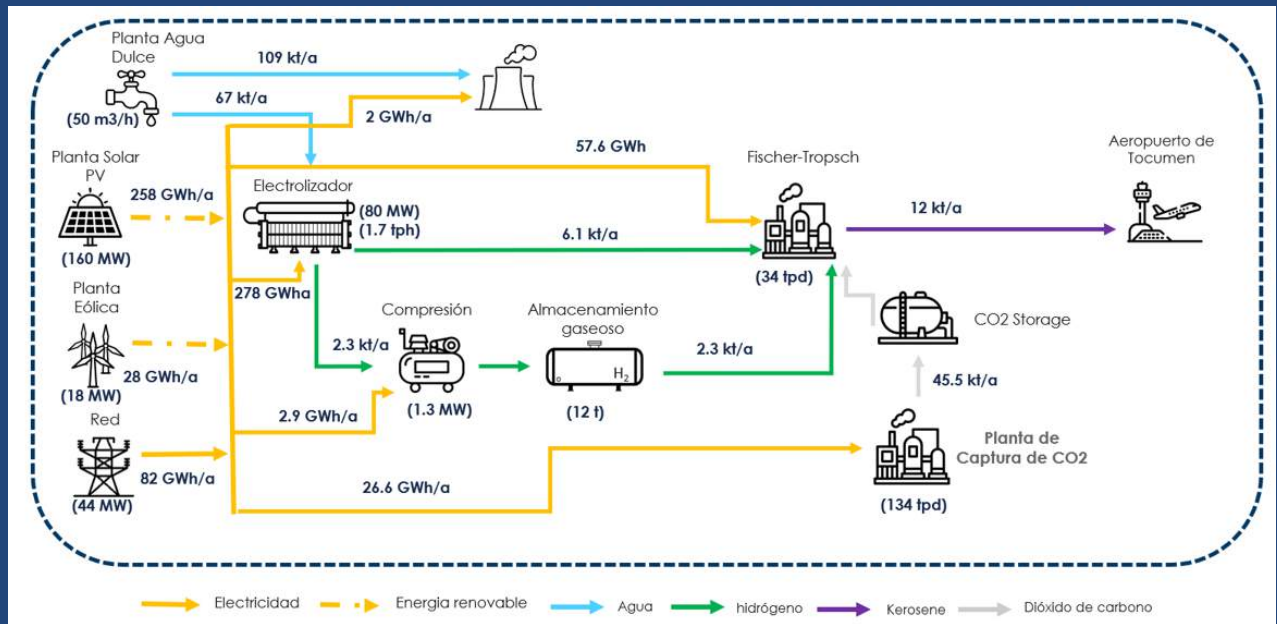 Planta Agua
Dulce
(50 m3/h)
109 kt/a
67 kt/a
2 GWh/a
57.6 GWh
Planta Solar
PV
258 GWh/a
(160 MW)
Electrolizador
(80 MW)
(1.7 tph)
6.1 kt/a
Fischer-Tropsch
(34 tpd)
12 kt/a
Aeropuerto de
Tocumen
278 GWha
Planta
Eólica
28 GWh/a
(18 MW)
2.3 kt/a
Compresión
(1.3 MW)
2.9 GWh/a
Almacenamiento
gaseoso
H2
(12 t)
2.3 kt/a
CO2 Storage
45.5 kt/a
Red
82 GWh/a
(44 MW)
26.6 GWh/a
Planta de
Captura de CO2
(134 tpd)
Electricidad
Energia renovable
Agua
hidrógeno
Kerosene
Dióxido de carbono